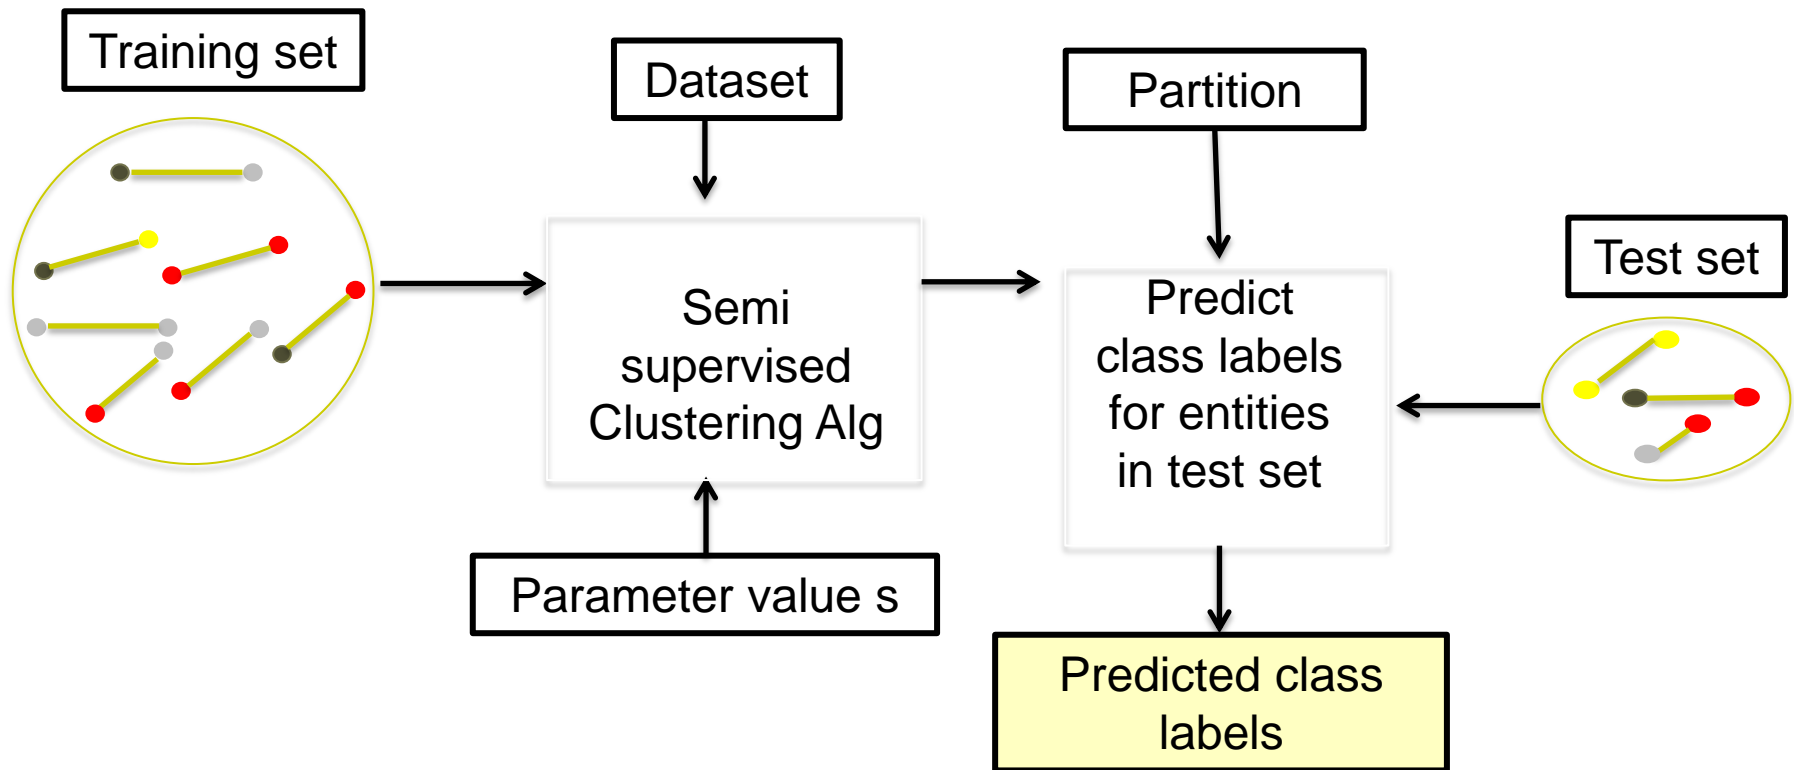 Training set
Dataset
Partition
Test set
Semi
supervised
Clustering Alg
Predict
class labels
for entities
in test set
Parameter value s
Predicted class
labels